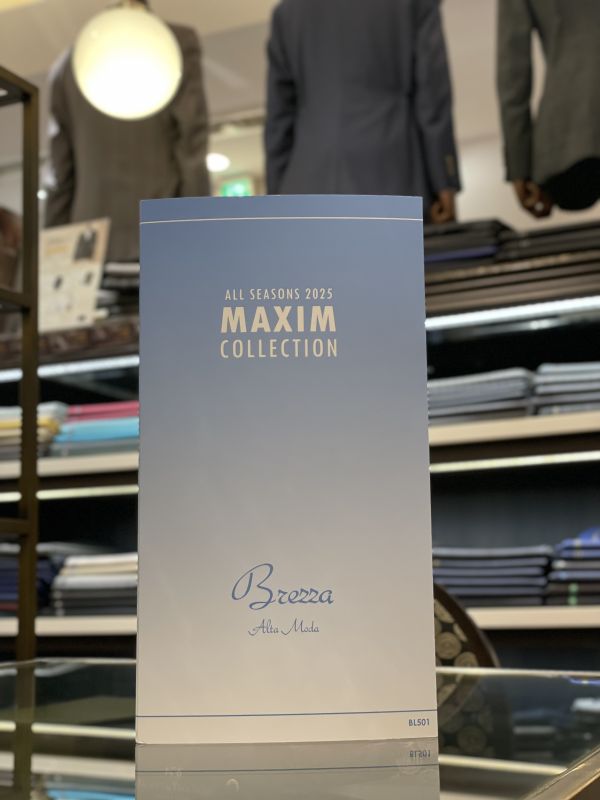 ALL SEASONS 2025
MAXIM
COLLECTION
Brezza
Alta Moda
BL501